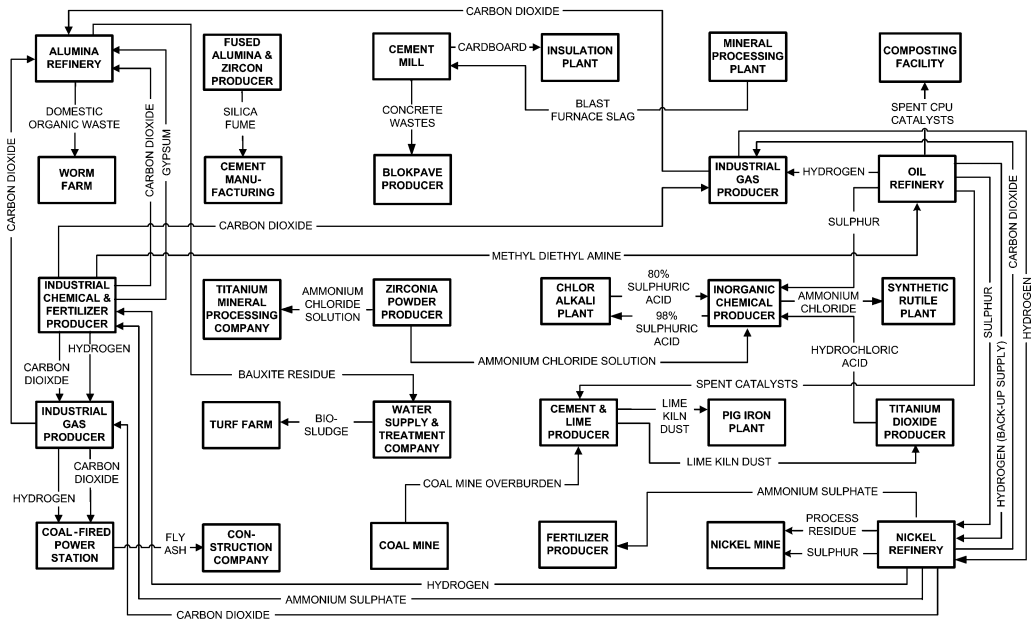 CARBON DIOXIDE
ALUMINA
REFINERY
FUSED
ALUMINA &
ZIRCON
PRODUCER
CEMENT
MILL
CARDBOARD
INSULATION
PLANT
MINERAL
PROCESSING
PLANT
COMPOSTING
FACILITY
DOMESTIC
ORGANIC WASTE
SILICA
FUME
CONCRETE
WASTES
BLAST
FURNACE SLAG
SPENT CPU
CATALYSTS
CARBON DIOXIDE
CARBON DIOXIDE
GYPSUM
WORM
FARM
CEMENT
MANU-
FACTURING
BLOKPAVE
PRODUCER
INDUSTRIAL
GAS
PRODUCER
HYDROGEN
OIL
REFINERY
SULPHUR
CARBON DIOXIDE
METHYL DIETHYL AMINE
INDUSTRIAL
CHEMICAL &
FERTILIZER
PRODUCER
TITANIUM
MINERAL
PROCESSING
COMPANY
AMMONIUM
CHLORIDE
SOLUTION
ZIRCONIA
POWDER
PRODUCER
CHLOR
ALKALI
PLANT
80%
SULPHURIC
ACID
98%
SULPHURIC
ACID
INORGANIC
CHEMICAL
PRODUCER
AMMONIUM
CHLORIDE
SYNTHETIC
RUTILE
PLANT
SULPHUR
HYDROGEN (BACK-UP SUPPLY)
CARBON DIOXIDE
HYDROGEN
HYDROGEN
CARBON
DIOIXDE
AMMONIUM CHLORIDE SOLUTION
HYDROCHLORIC
ACID
BAUXITE RESIDUE
SPENT CATALYSTS
INDUSTRIAL
GAS
PRODUCER
TURF FARM
BIO-
SLUDGE
WATER
SUPPLY &
TREATMENT
COMPANY
CEMENT &
LIME
PRODUCER
LIME
KILN
DUST
PIG IRON
PLANT
TITANIUM
DIOXIDE
PRODUCER
LIME KILN DUST
HYDROGEN
CARBON
DIOXIDE
COAL MINE OVERBURDEN
AMMONIUM SULPHATE
COAL-FIRED
POWER
STATION
FLY
ASH
CON-
STRUCTION
COMPANY
COAL MINE
FERTILIZER
PRODUCER
NICKEL MINE
PROCESS
RESIDUE
SULPHUR
NICKEL
REFINERY
HYDROGEN
AMMONIUM SULPHATE
CARBON DIOXIDE